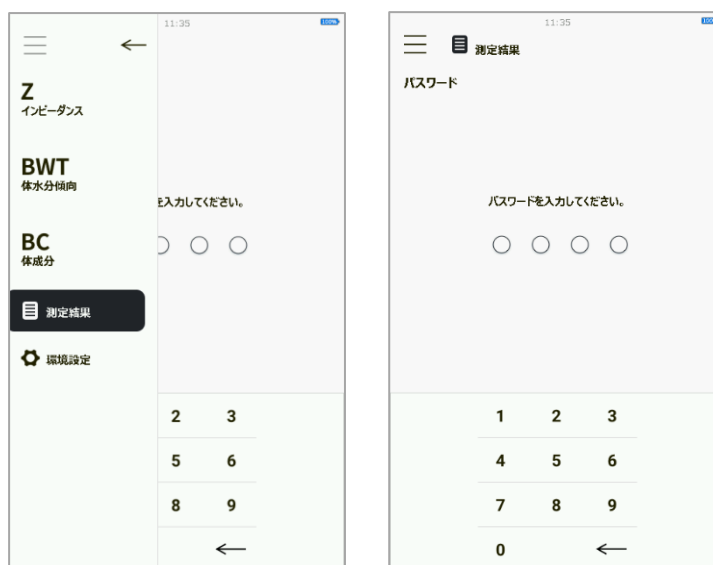 11:35
100%
Z
インピーダンス
BWT
体水分傾向
BC
体成分
測定結果
環境設定
を入力してください。
2 3
5 6
8 9
11:35
測定結果
パスワード
パスワードを入力してください。
1 2 3
4 5 6
7 8 9
0